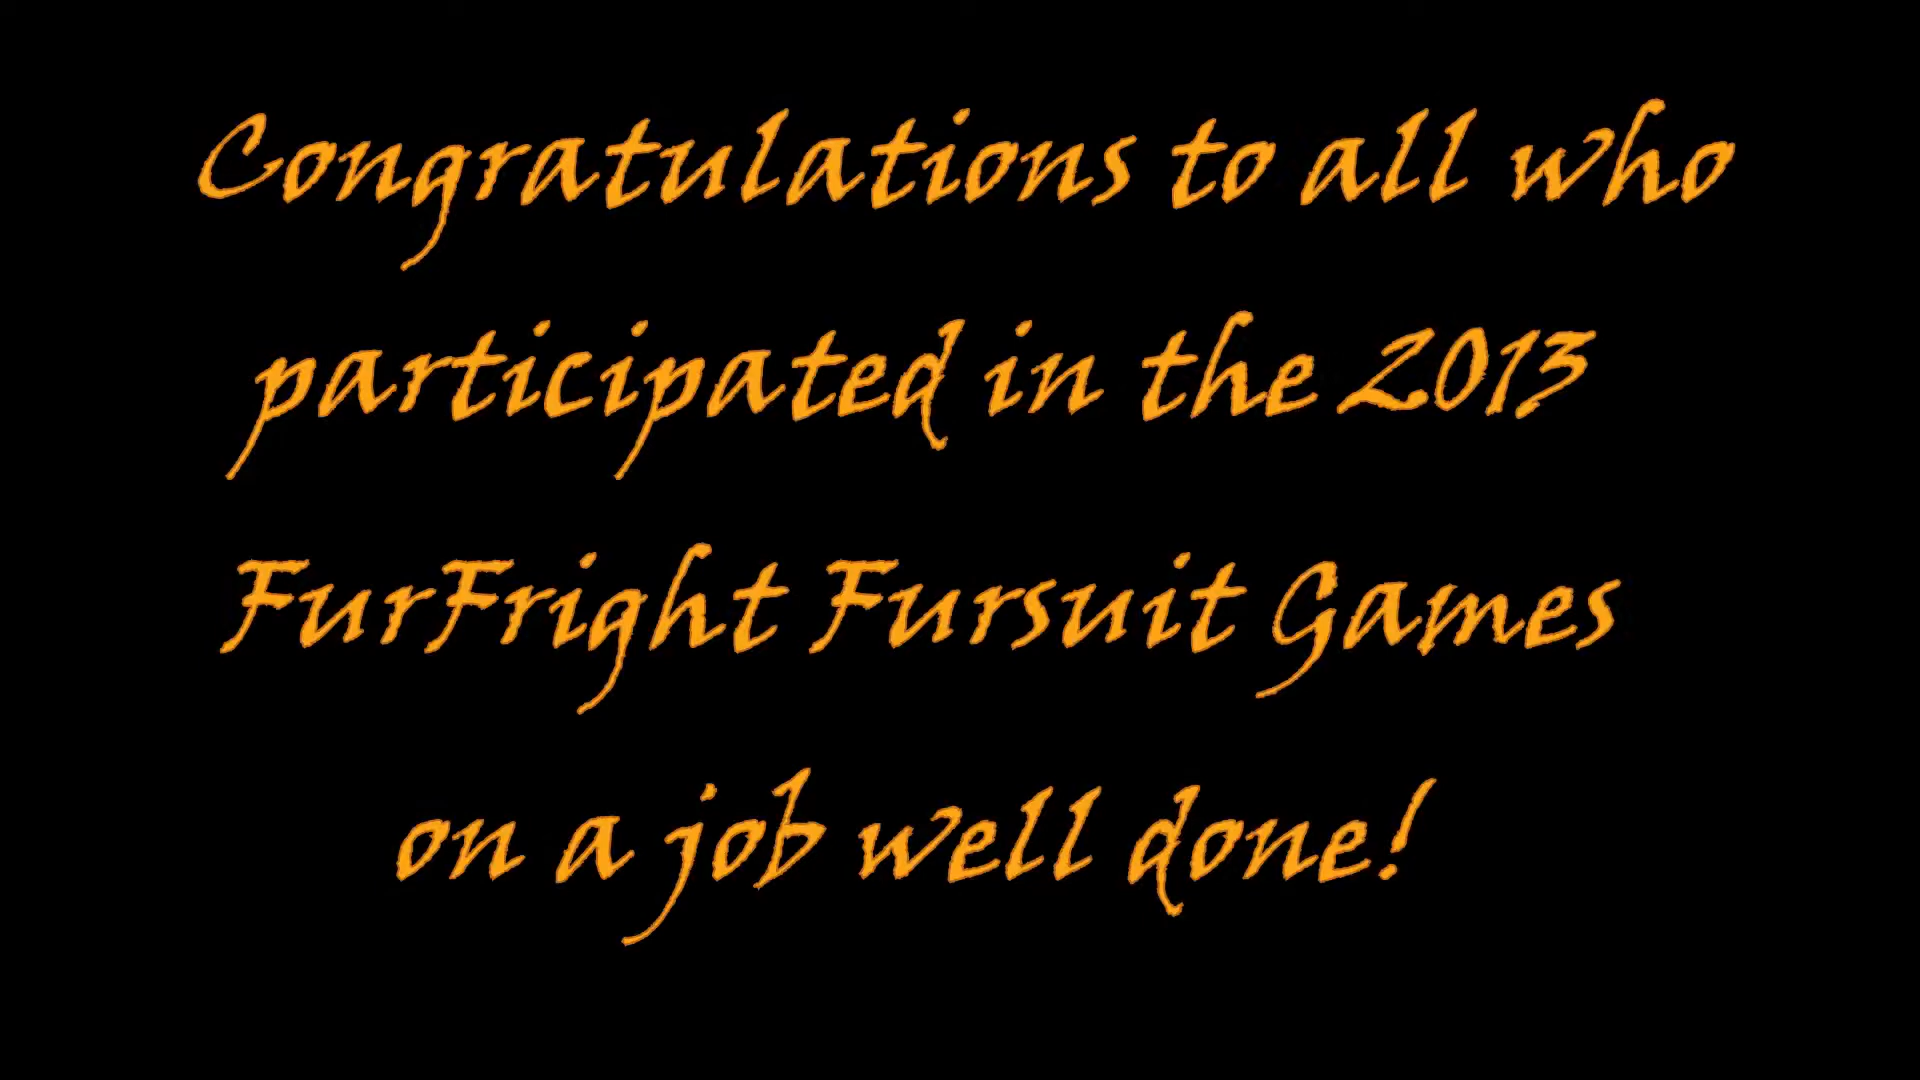 Congratulations to all who
participated in the 2013
FurFright Fursuit Games
on a job well done!